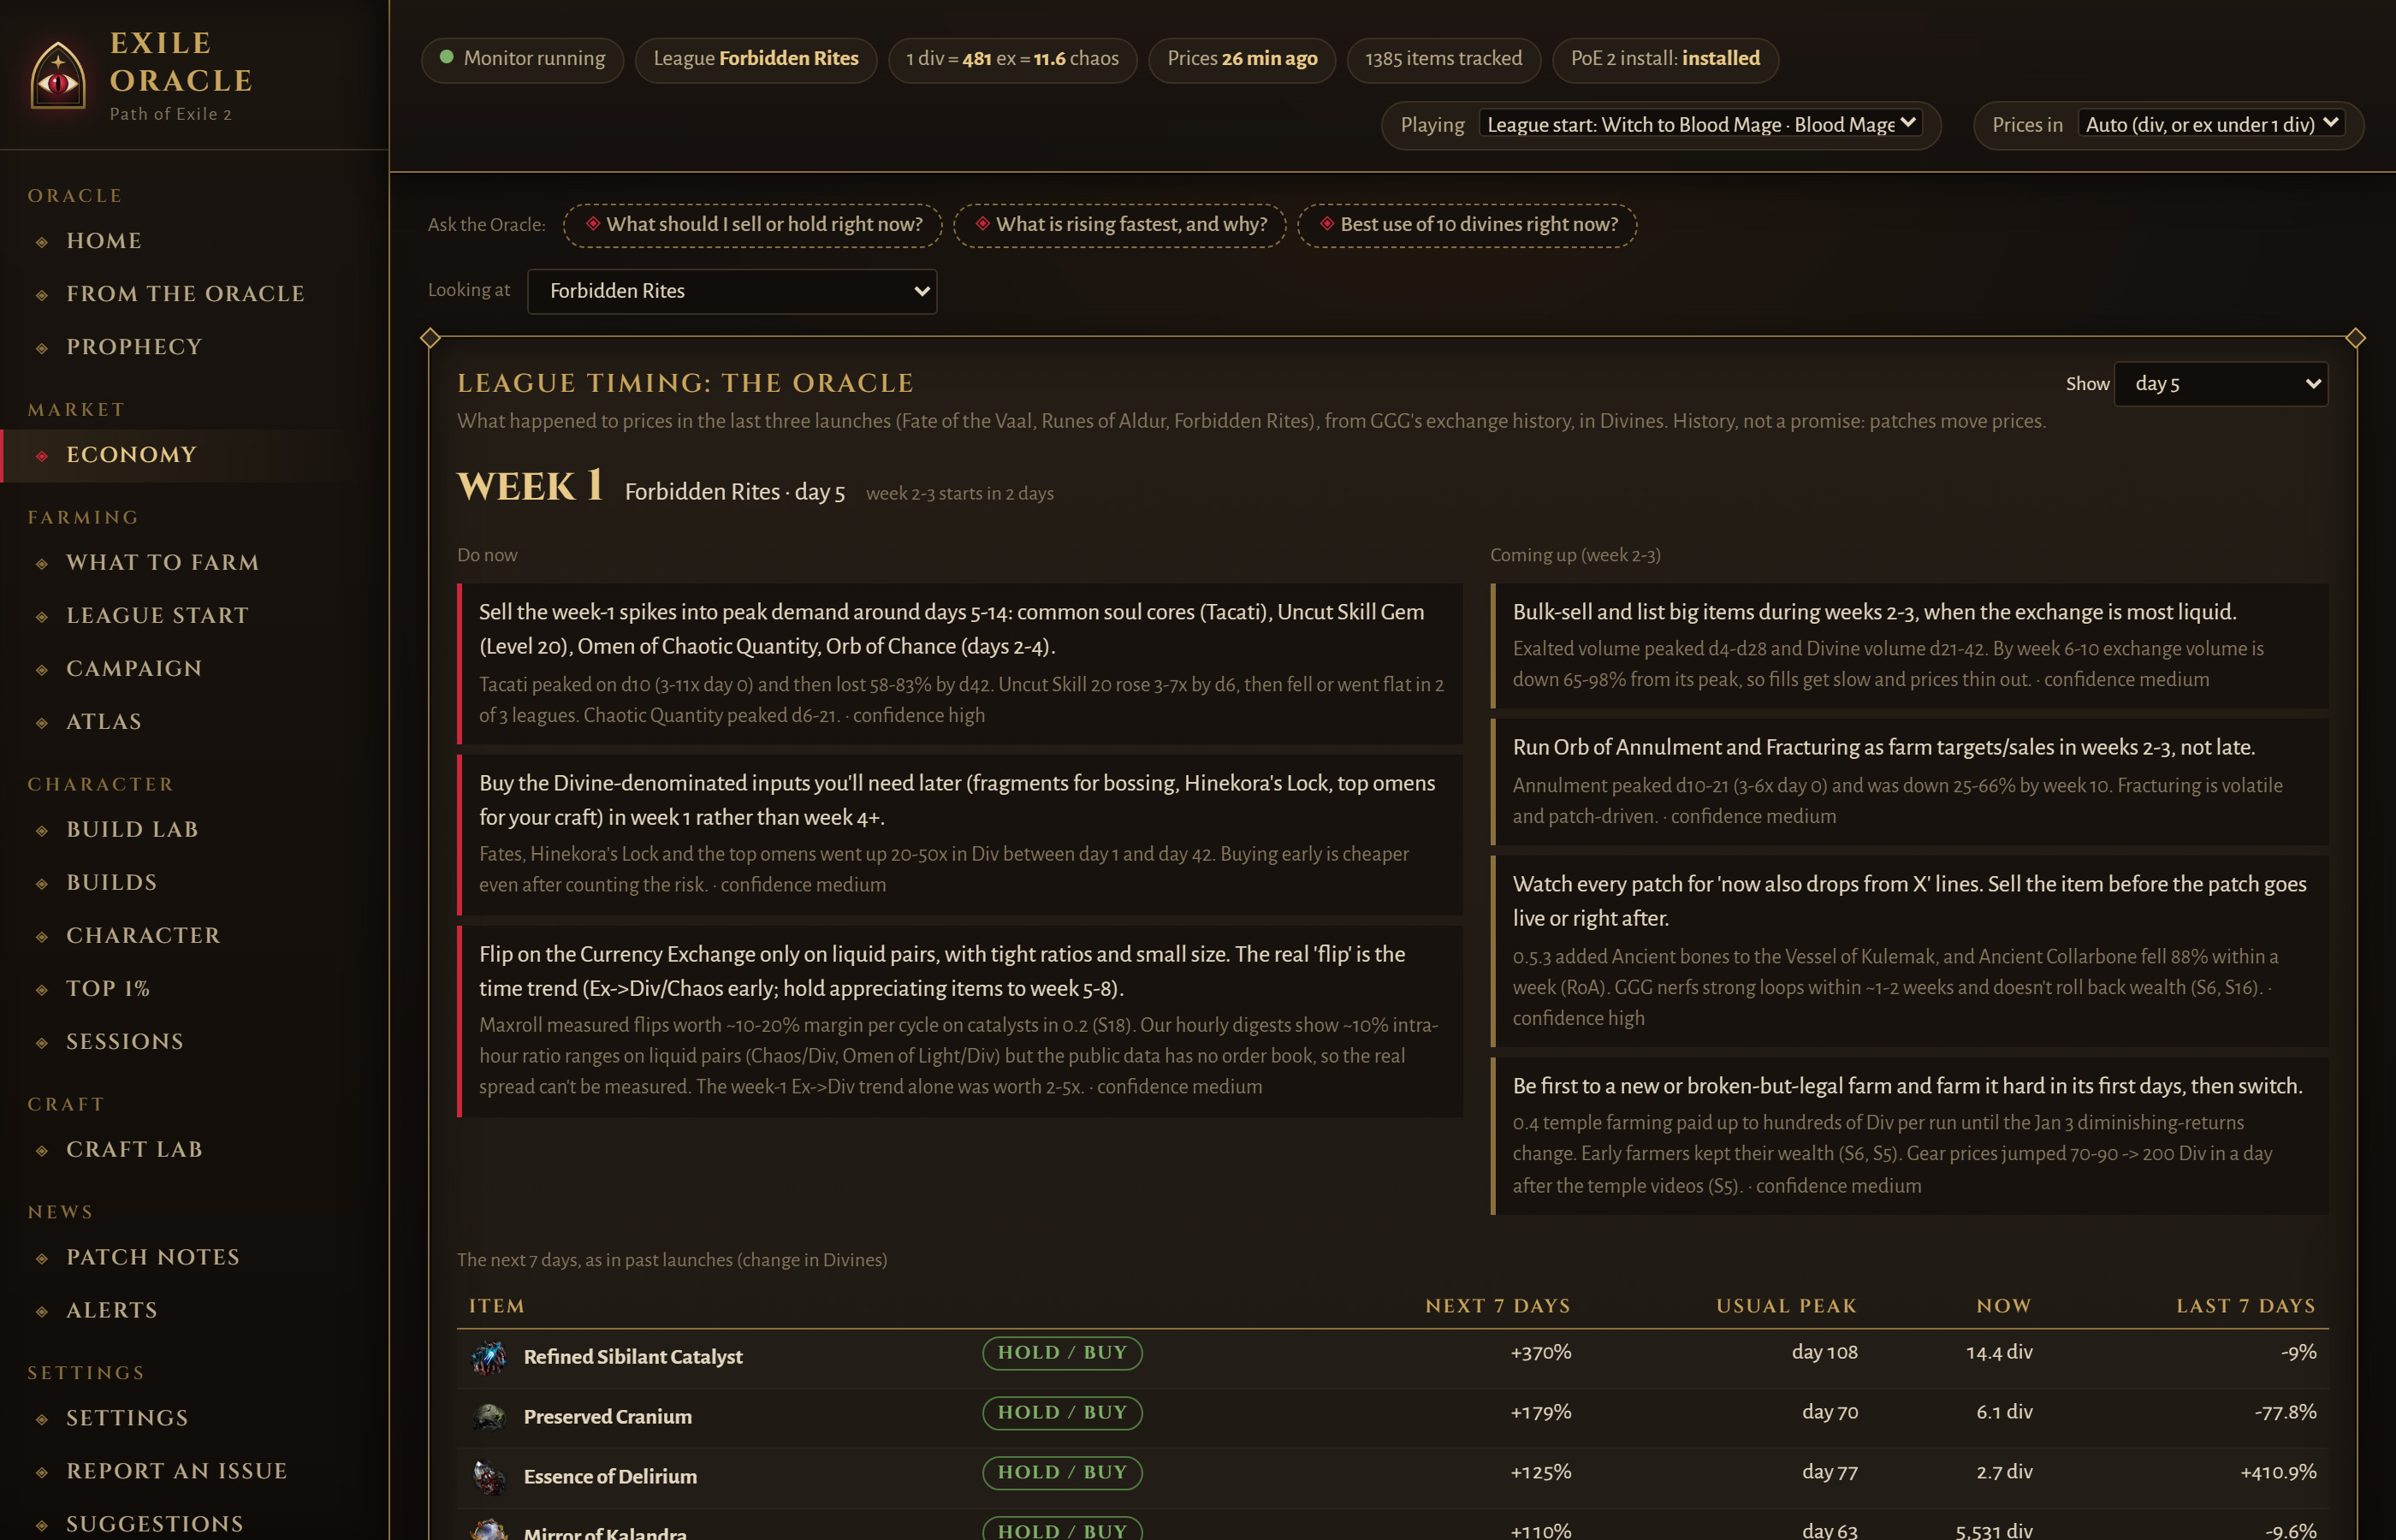 EXILE
ORACLE
Path of Exile 2
ORACLE
HOME
FROM THE ORACLE
PROPHECY
MARKET
ECONOMY
FARMING
WHAT TO FARM
LEAGUE START
CAMPAIGN
ATLAS
CHARACTER
BUILD LAB
BUILDS
CHARACTER
TOP 1%
SESSIONS
CRAFT
CRAFT LAB
NEWS
PATCH NOTES
ALERTS
SETTINGS
SETTINGS
REPORT AN ISSUE
SUGGESTIONS
Monitor running
League Forbidden Rites
1 div = 481 ex = 11.6 chaos
Prices 26 min ago
1385 items tracked
PoE 2 install: installed
Playing League start: Witch to Blood Mage · Blood Mage
Prices in Auto (div, or ex under 1 div)
Ask the Oracle: What should I sell or hold right now? What is rising fastest, and why? Best use of 10 divines right now?
Looking at Forbidden Rites
LEAGUE TIMING: THE ORACLE
Show day 5
What happened to prices in the last three launches (Fate of the Vaal, Runes of Aldur, Forbidden Rites), from GGG's exchange history, in Divines. History, not a promise: patches move prices.
WEEK 1 Forbidden Rites · day 5 week 2-3 starts in 2 days
Do now
Sell the week-1 spikes into peak demand around days 5-14: common soul cores (Tacati), Uncut Skill Gem
(Level 20), Omen of Chaotic Quantity, Orb of Chance (days 2-4).
Tacati peaked on d10 (3-11x day 0) and then lost 58-83% by d42. Uncut Skill 20 rose 3-7x by d6, then fell or went flat in 2
of 3 leagues. Chaotic Quantity peaked d6-21. · confidence high
Buy the Divine-denominated inputs you'll need later (fragments for bossing, Hinekora's Lock, top omens
for your craft) in week 1 rather than week 4+.
Fates, Hinekora's Lock and the top omens went up 20-50x in Div between day 1 and day 42. Buying early is cheaper
even after counting the risk. · confidence medium
Flip on the Currency Exchange only on liquid pairs, with tight ratios and small size. The real 'flip' is the
time trend (Ex->Div/Chaos early; hold appreciating items to week 5-8).
Maxroll measured flips worth ~10-20% margin per cycle on catalysts in 0.2 (S18). Our hourly digests show ~10% intra-
hour ratio ranges on liquid pairs (Chaos/Div, Omen of Light/Div) but the public data has no order book, so the real
spread can't be measured. The week-1 Ex->Div trend alone was worth 2-5x. · confidence medium
Coming up (week 2-3)
Bulk-sell and list big items during weeks 2-3, when the exchange is most liquid.
Exalted volume peaked d4-d28 and Divine volume d21-42. By week 6-10 exchange volume is
down 65-98% from its peak, so fills get slow and prices thin out. · confidence medium
Run Orb of Annulment and Fracturing as farm targets/sales in weeks 2-3, not late.
Annulment peaked d10-21 (3-6x day 0) and was down 25-66% by week 10. Fracturing is volatile
and patch-driven. · confidence medium
Watch every patch for 'now also drops from X' lines. Sell the item before the patch goes
live or right after.
0.5.3 added Ancient bones to the Vessel of Kulemak, and Ancient Collarbone fell 88% within a
week (RoA). GGG nerfs strong loops within ~1-2 weeks and doesn't roll back wealth (S6, S16). ·
confidence high
Be first to a new or broken-but-legal farm and farm it hard in its first days, then switch.
0.4 temple farming paid up to hundreds of Div per run until the Jan 3 diminishing-returns
change. Early farmers kept their wealth (S6, S5). Gear prices jumped 70-90 -> 200 Div in a day
after the temple videos (S5). · confidence medium
The next 7 days, as in past launches (change in Divines)
ITEM NEXT 7 DAYS USUAL PEAK NOW LAST 7 DAYS
Refined Sibilant Catalyst HOLD / BUY +370% day 108 14.4 div -9%
Preserved Cranium HOLD / BUY +179% day 70 6.1 div -77.8%
Essence of Delirium HOLD / BUY +125% day 77 2.7 div +410.9%
Mirror of Kalandra HOLD / BUY +110% day 63 5,531 div -9.6%